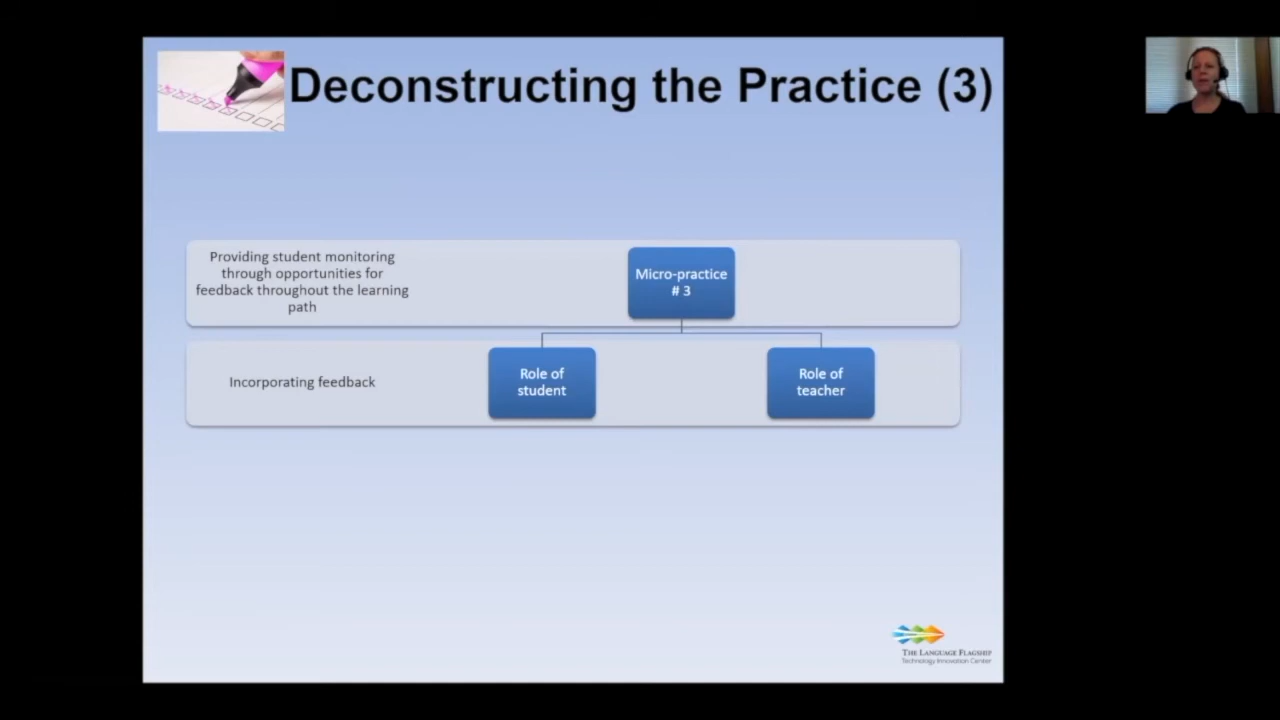 Deconstructing the Practice (3)
Providing student monitoring
through opportunities for
feedback throughout the learning
path
Micro-practice
# 3
Incorporating feedback
Role of
student
Role of
teacher
THE LANGUAGE FLAGSHIP
Technology Innovation Center